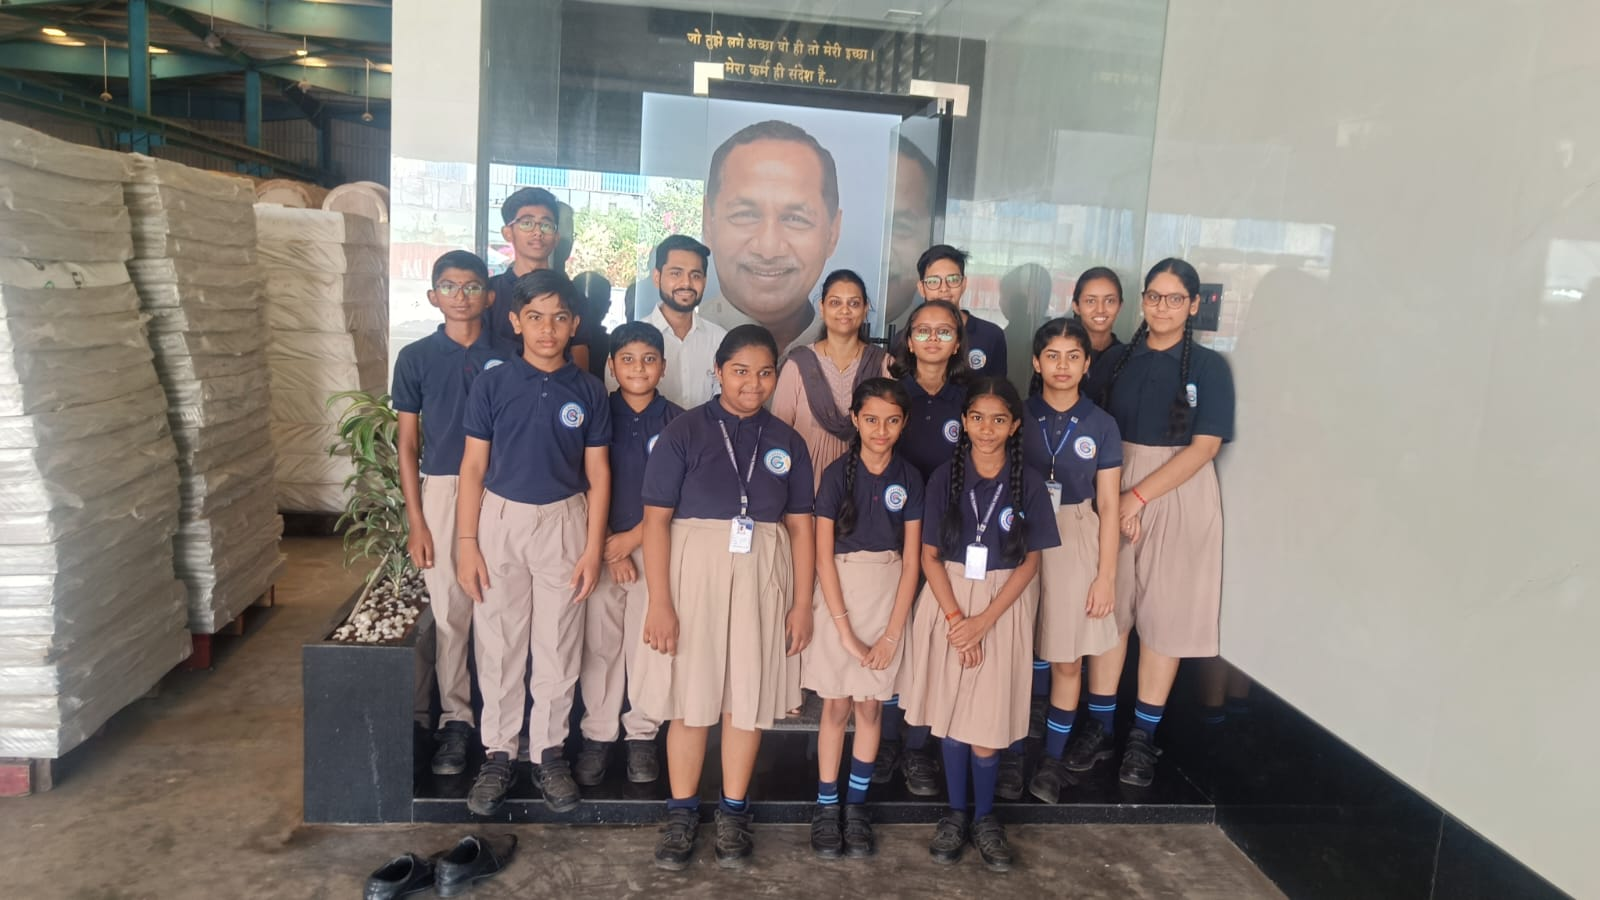 जो तुझे लगे अच्छा वो ही तो मेरी इच्छा।
मेरा कर्म ही संदेश है...